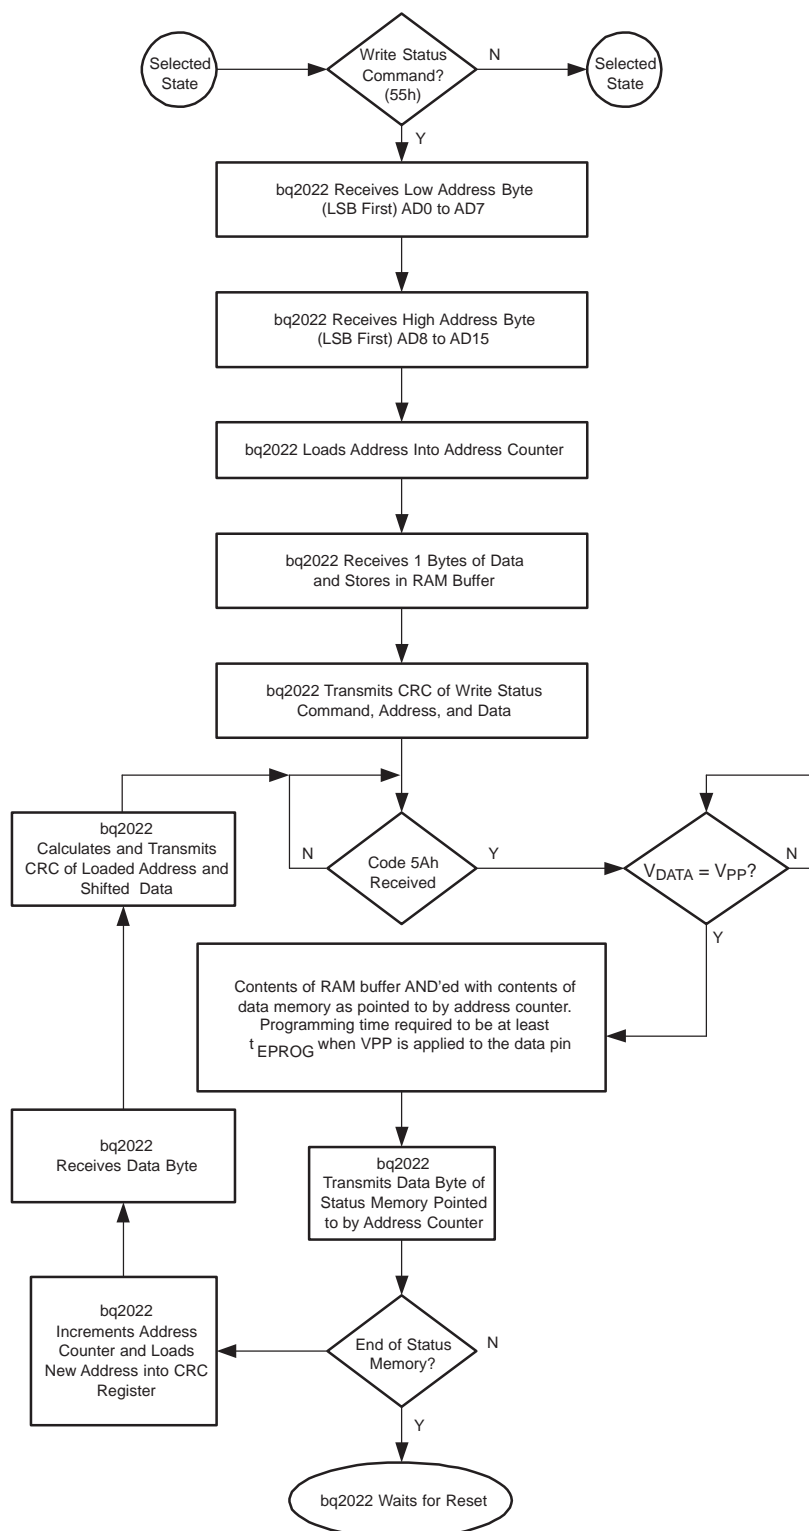 Selected
State
Write Status
Command?
(55h)
N
Selected
State
Y
bq2022 Receives Low Address Byte
(LSB First) AD0 to AD7
bq2022 Receives High Address Byte
(LSB First) AD8 to AD15
bq2022 Loads Address Into Address Counter
bq2022 Receives 1 Bytes of Data
and Stores in RAM Buffer
bq2022 Transmits CRC of Write Status
Command, Address, and Data
bq2022
Calculates and Transmits
CRC of Loaded Address and
Shifted Data
N
Code 5Ah
Received
Y
VDATA = VPP?
N
Y
Contents of RAM buffer AND'ed with contents of
data memory as pointed to by address counter.
Programming time required to be at least
t EPROG when VPP is applied to the data pin
bq2022
Receives Data Byte
bq2022
Transmits Data Byte of
Status Memory Pointed
to by Address Counter
bq2022
Increments Address
Counter and Loads
New Address into CRC
Register
End of Status
Memory?
N
Y
bq2022 Waits for Reset